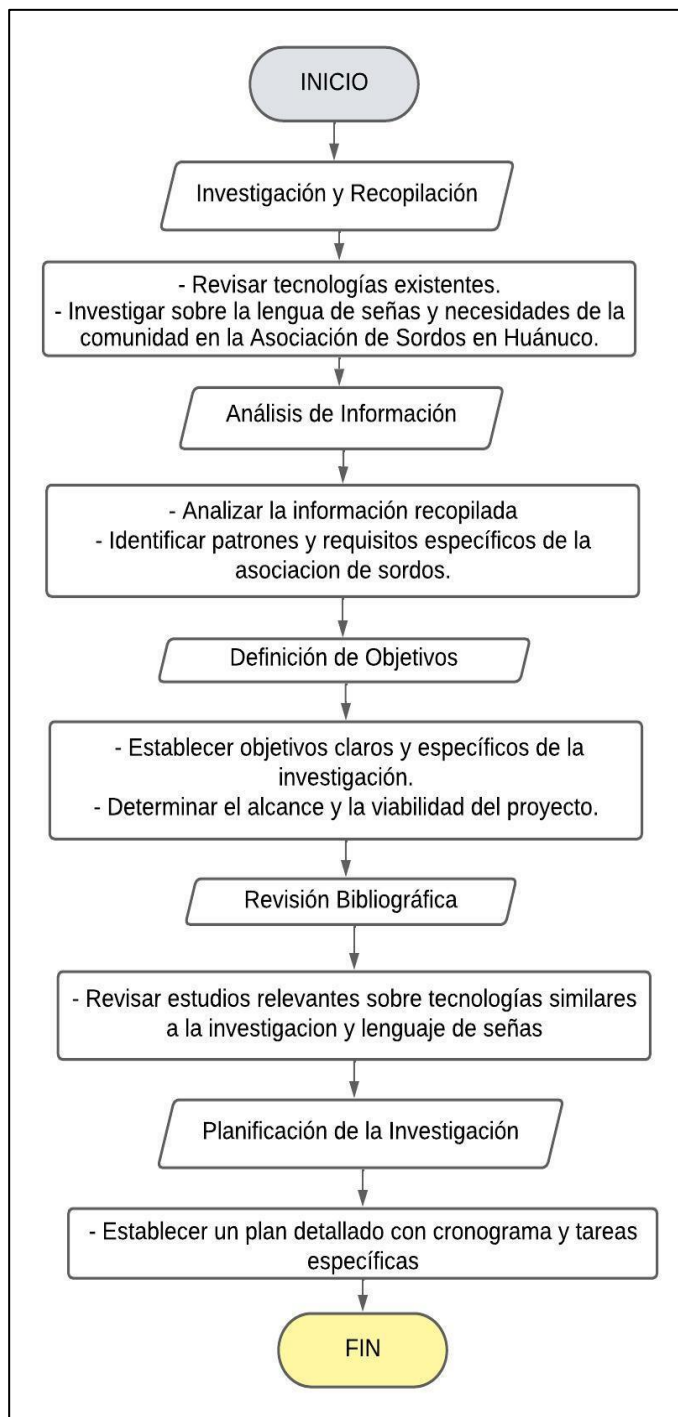 INICIO
Investigación y Recopilación
- Revisar tecnologías existentes.
- Investigar sobre la lengua de señas y necesidades de la
comunidad en la Asociación de Sordos en Huánuco.
Análisis de Información
- Analizar la información recopilada
- Identificar patrones y requisitos específicos de la
asociacion de sordos.
Definición de Objetivos
- Establecer objetivos claros y específicos de la
investigación.
- Determinar el alcance y la viabilidad del proyecto.
Revisión Bibliográfica
- Revisar estudios relevantes sobre tecnologías similares
a la investigacion y lenguaje de señas
Planificación de la Investigación
- Establecer un plan detallado con cronograma y tareas
específicas
FIN